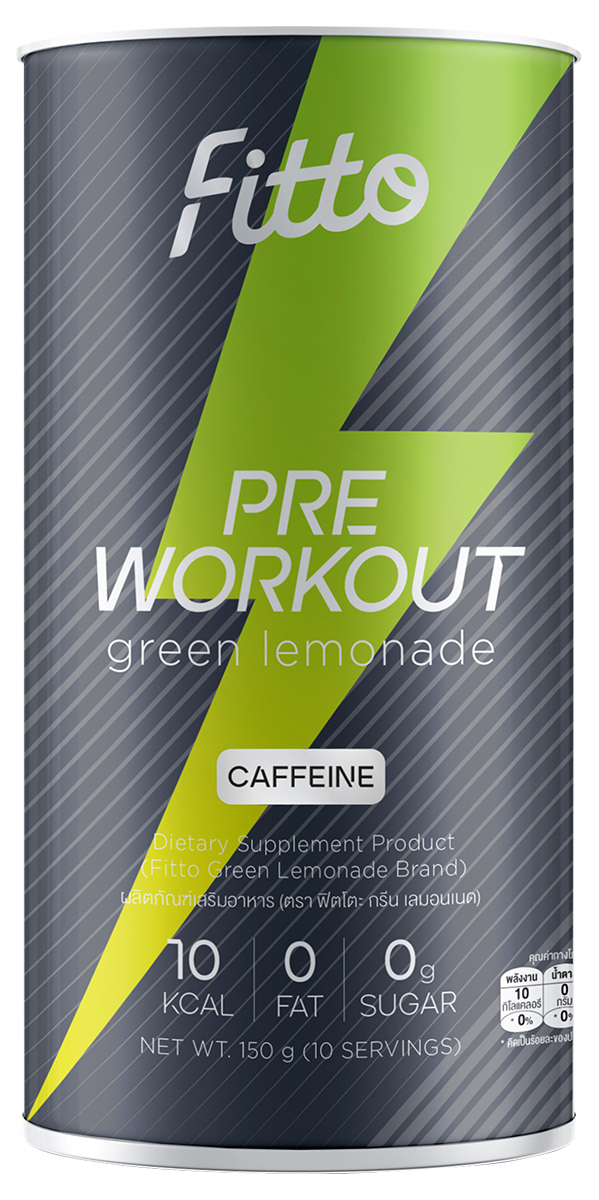 Fitto
PRE
WORKOUT
green lemonade
CAFFEINE
Dietary Supplement Product
(Fitto Green Lemonade Brand)
ผลิตภัณฑ์เสริมอาหาร (ตรา ฟิตโตะ กรีน เลมอนเนด)
10 0 0g
KCAL FAT SUGAR
NET WT. 150 g (10 SERVINGS)
พลังงาน
10 0
กิโลแคลอรี กรัม
*0% *0%